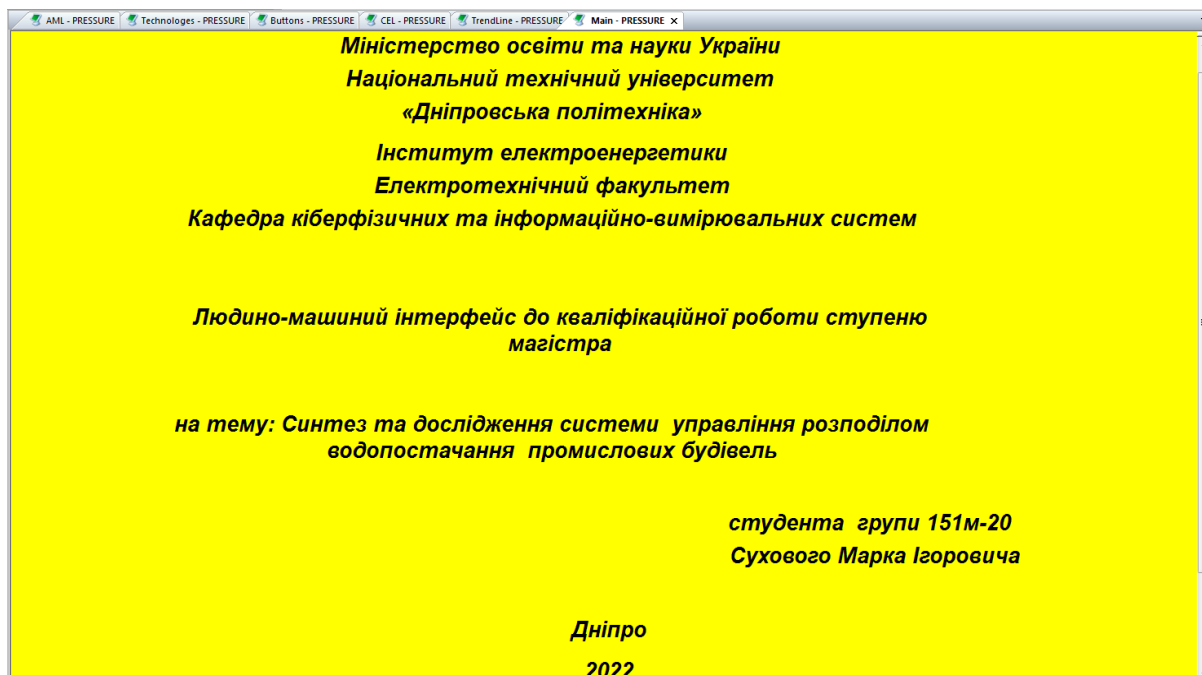 AML - PRESSURE Technologes - PRESSURE Buttons - PRESSURE CEL - PRESSURE TrendLine - PRESSURE Main - PRESSURE
Міністерство освіти та науки України
Національний технічний університет
«Дніпровська політехніка»
Інститут електроенергетики
Електротехнічний факультет
Кафедра кіберфізичних та інформаційно-вимірювальних систем
Людино-машиний інтерфейс до кваліфікаційної роботи ступеню
магістра
на тему: Синтез та дослідження системи управління розподілом
водопостачання промислових будівель
студента групи 151м-20
Сухового Марка Ігоровича
Дніпро
2022